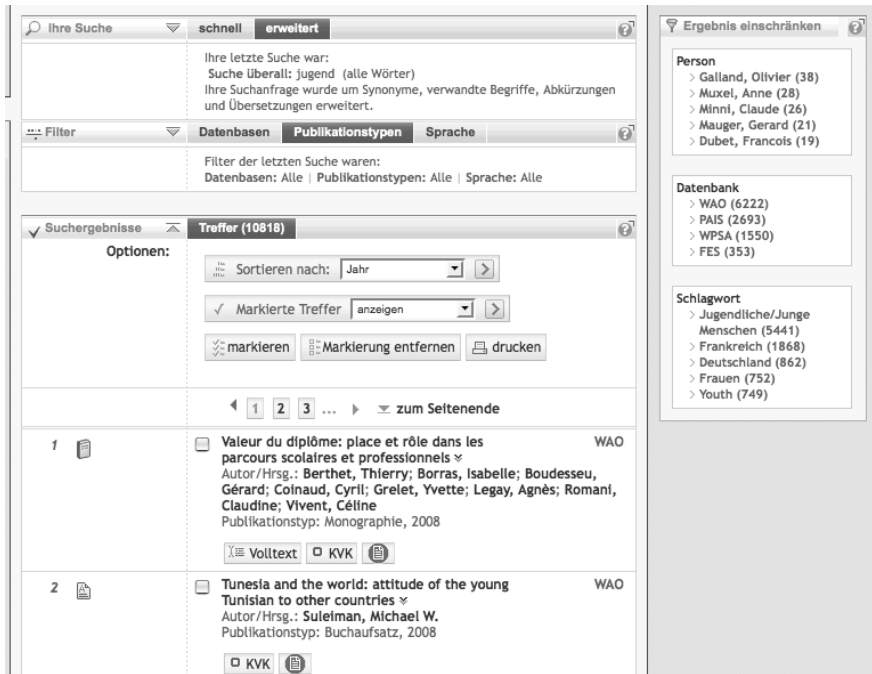 Ihre Suche
schnell erweitert
Ihre letzte Suche war:
Suche überall: jugend (alle Wörter)
Ihre Suchanfrage wurde um Synonyme, verwandte Begriffe, Abkürzungen
und Übersetzungen erweitert.
Filter
Datenbasen Publikationstypen Sprache
Filter der letzten Suche waren:
Datenbasen: Alle | Publikationstypen: Alle | Sprache: Alle
Suchergebnisse
Treffer (10818)
Optionen:
Sortieren nach: Jahr
Markierte Treffer anzeigen
markieren Markierung entfernen drucken
1 2 3 ... zum Seitenende
1 Valeur du diplôme: place et rôle dans les WAO
parcours scolaires et professionnels
Autor/Hrsg.: Berthet, Thierry; Borras, Isabelle; Boudesseu,
Gérard; Coinaud, Cyril; Grelet, Yvette; Legay, Agnès; Romani,
Claudine; Vivent, Céline
Publikationstyp: Monographie, 2008
Volltext KVK
2 Tunesia and the world: attitude of the young WAO
Tunisian to other countries
Autor/Hrsg.: Suleiman, Michael W.
Publikationstyp: Buchaufsatz, 2008
KVK
Ergebnis einschränken
Person
Galland, Olivier (38)
Muxel, Anne (28)
Minni, Claude (26)
Mauger, Gerard (21)
Dubet, Francois (19)
Datenbank
WAO (6222)
PAIS (2693)
WPSA (1550)
FES (353)
Schlagwort
Jugendliche/Junge
Menschen (5441)
Frankreich (1868)
Deutschland (862)
Frauen (752)
Youth (749)